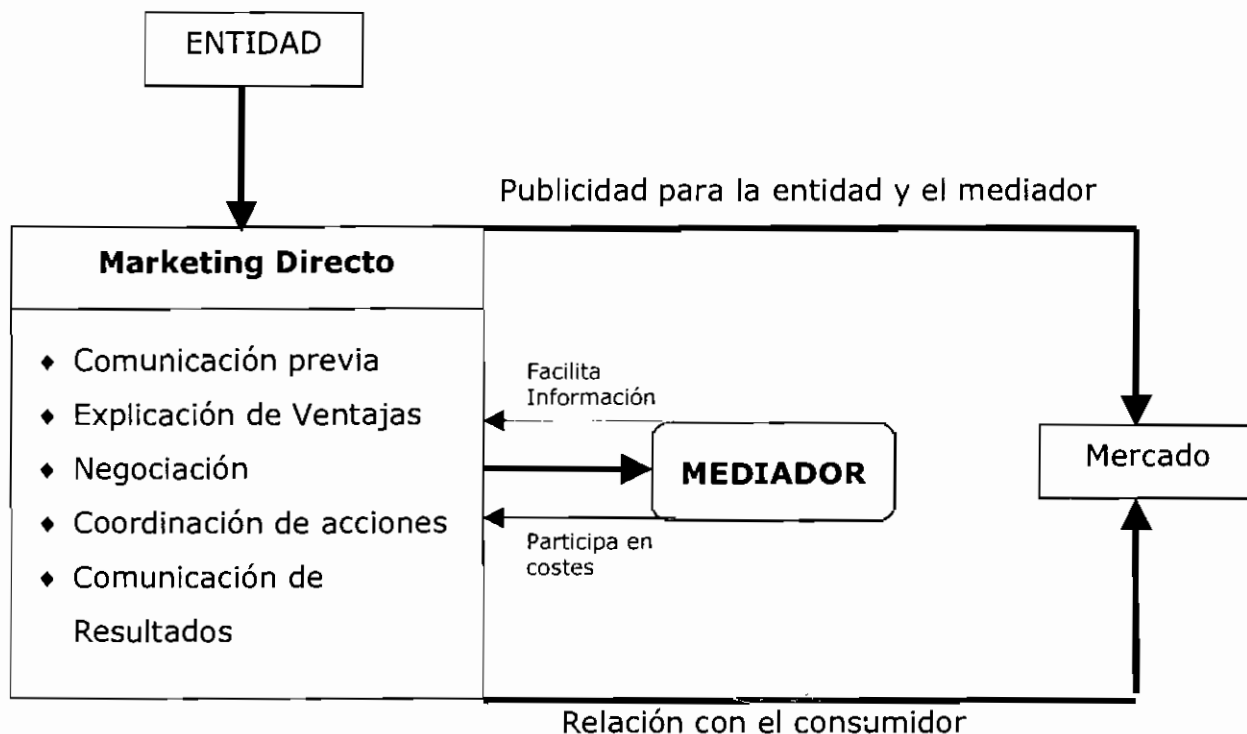 ENTIDAD
Publicidad para la entidad y el mediador
Marketing Directo
♦ Comunicación previa
♦ Explicación de Ventajas
♦ Negociación
♦ Coordinación de acciones
♦ Comunicación de
Resultados
Facilita
Información
MEDIADOR
Participa en
costes
Mercado
Relación con el consumidor